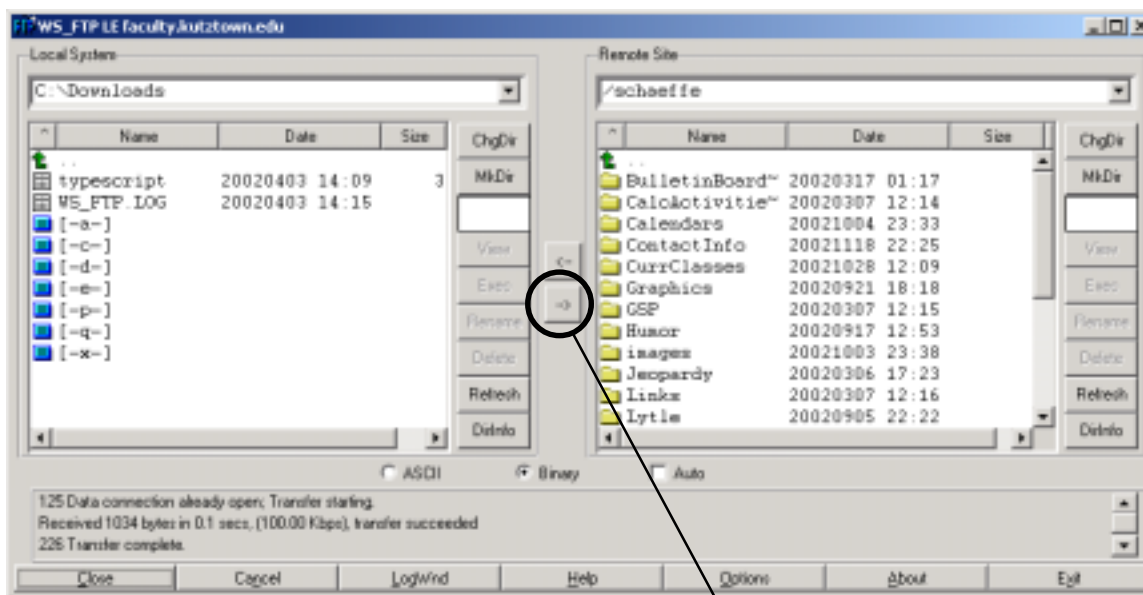 WS_FTP LE faculty.kutztown.edu
Local System
C:\Downloads
^ Name Date Size
..
typescript 20020403 14:09 3
WS_FTP.LOG 20020403 14:15
[-a-]
[-c-]
[-d-]
[-e-]
[-p-]
[-q-]
[-x-]
ChgDir
MkDir
View
Exec
Rename
Delete
Refresh
DirInfo
<-
->
Remote Site
/schaeffe
^ Name Date Size
..
BulletinBoard~ 20020317 01:17
CalcActivitie~ 20020307 12:14
Calendars 20021004 23:33
ContactInfo 20021118 22:25
CurrClasses 20021028 12:09
Graphics 20020921 18:18
GSP 20020307 12:15
Humor 20020917 12:53
images 20021003 23:38
Jeopardy 20020306 17:23
Links 20020307 12:16
Lytle 20020905 22:22
ChgDir
MkDir
View
Exec
Rename
Delete
Refresh
DirInfo
ASCII Binary Auto
125 Data connection already open; Transfer starting.
Received 1034 bytes in 0.1 secs, (100.00 Kbps), transfer succeeded
226 Transfer complete.
Close Cancel LogWnd Help Options About Exit